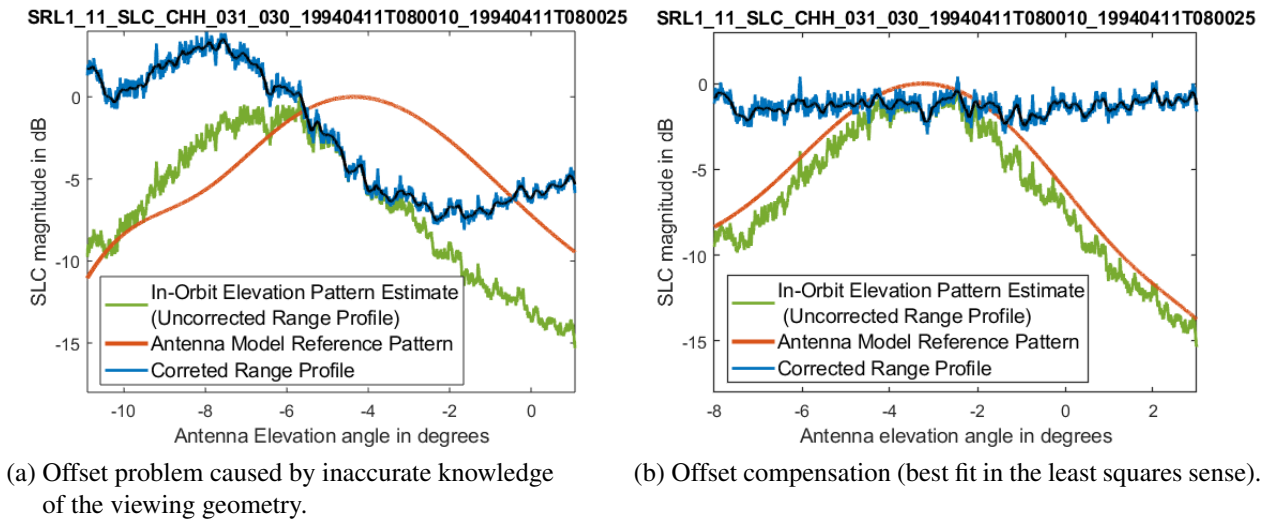 SRL1_11_SLC_CHH_031_030_19940411T080010_19940411T080025
0
-5
-10
-15
SLC magnitude in dB
In-Orbit Elevation Pattern Estimate
(Uncorrected Range Profile)
Antenna Model Reference Pattern
Correted Range Profile
-10 -8 -6 -4 -2 0
Antenna Elevation angle in degrees
(a) Offset problem caused by inaccurate knowledge
of the viewing geometry.
SRL1_11_SLC_CHH_031_030_19940411T080010_19940411T080025
0
-5
-10
-15
SLC magnitude in dB
In-Orbit Elevation Pattern Estimate
(Uncorrected Range Profile)
Antenna Model Reference Pattern
Corrected Range Profile
-8 -6 -4 -2 0 2
Antenna elevation angle in degrees
(b) Offset compensation (best fit in the least squares sense).